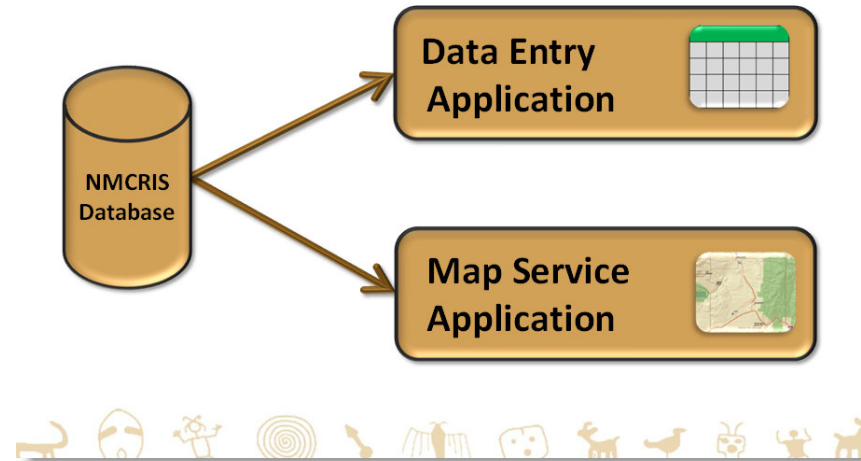 Data Entry
Application
NMCRIS
Database
Map Service
Application